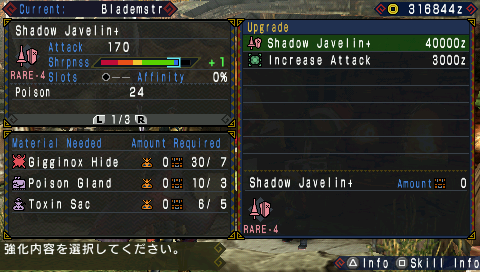 Current: Blademstr
316844z
Shadow Javelin+
Attack 170
Shrpnss +1
RARE-4
Slots ●―― Affinity 0%
Poison 24
L 1/3 R
Material Needed Amount Required
Gigginox Hide 0 30/ 7
Poison Gland 0 10/ 3
Toxin Sac 0 6/ 5
Upgrade
Shadow Javelin+ 40000z
Increase Attack 3000z
Shadow Javelin+ Amount 0
RARE-4
強化内容を選択してください。
△ Info □ Skill Info